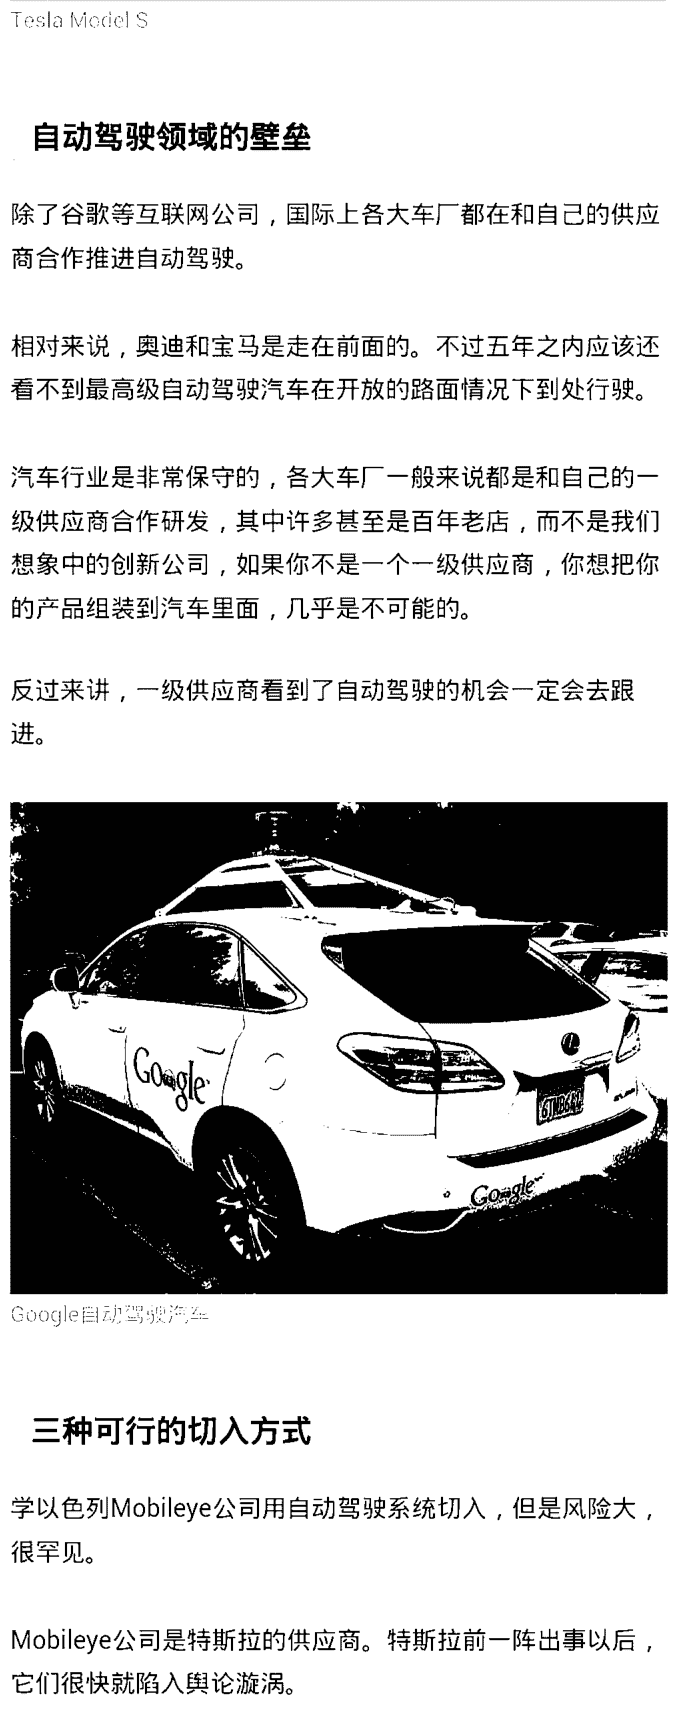 Tesla Model S
自动驾驶领域的壁垒
除了谷歌等互联网公司，国际上各大车厂都在和自己的供应
商合作推进自动驾驶。
相对来说，奥迪和宝马是走在前面的。不过五年之内应该还
看不到最高级自动驾驶汽车在开放的路面情况下到处行驶。
汽车行业是非常保守的，各大车厂一般来说都是和自己的一
级供应商合作研发，其中许多甚至是百年老店，而不是我们
想象中的创新公司，如果你不是一个一级供应商，你想把你
的产品组装到汽车里面，几乎是不可能的。
反过来讲，一级供应商看到了自动驾驶的机会一定会去跟
进。
Google
Google
Google自动驾驶汽车
三种可行的切入方式
学以色列Mobileye公司用自动驾驶系统切入，但是风险大，
很罕见。
Mobileye公司是特斯拉的供应商。特斯拉前一阵出事以后，
它们很快就陷入舆论漩涡。